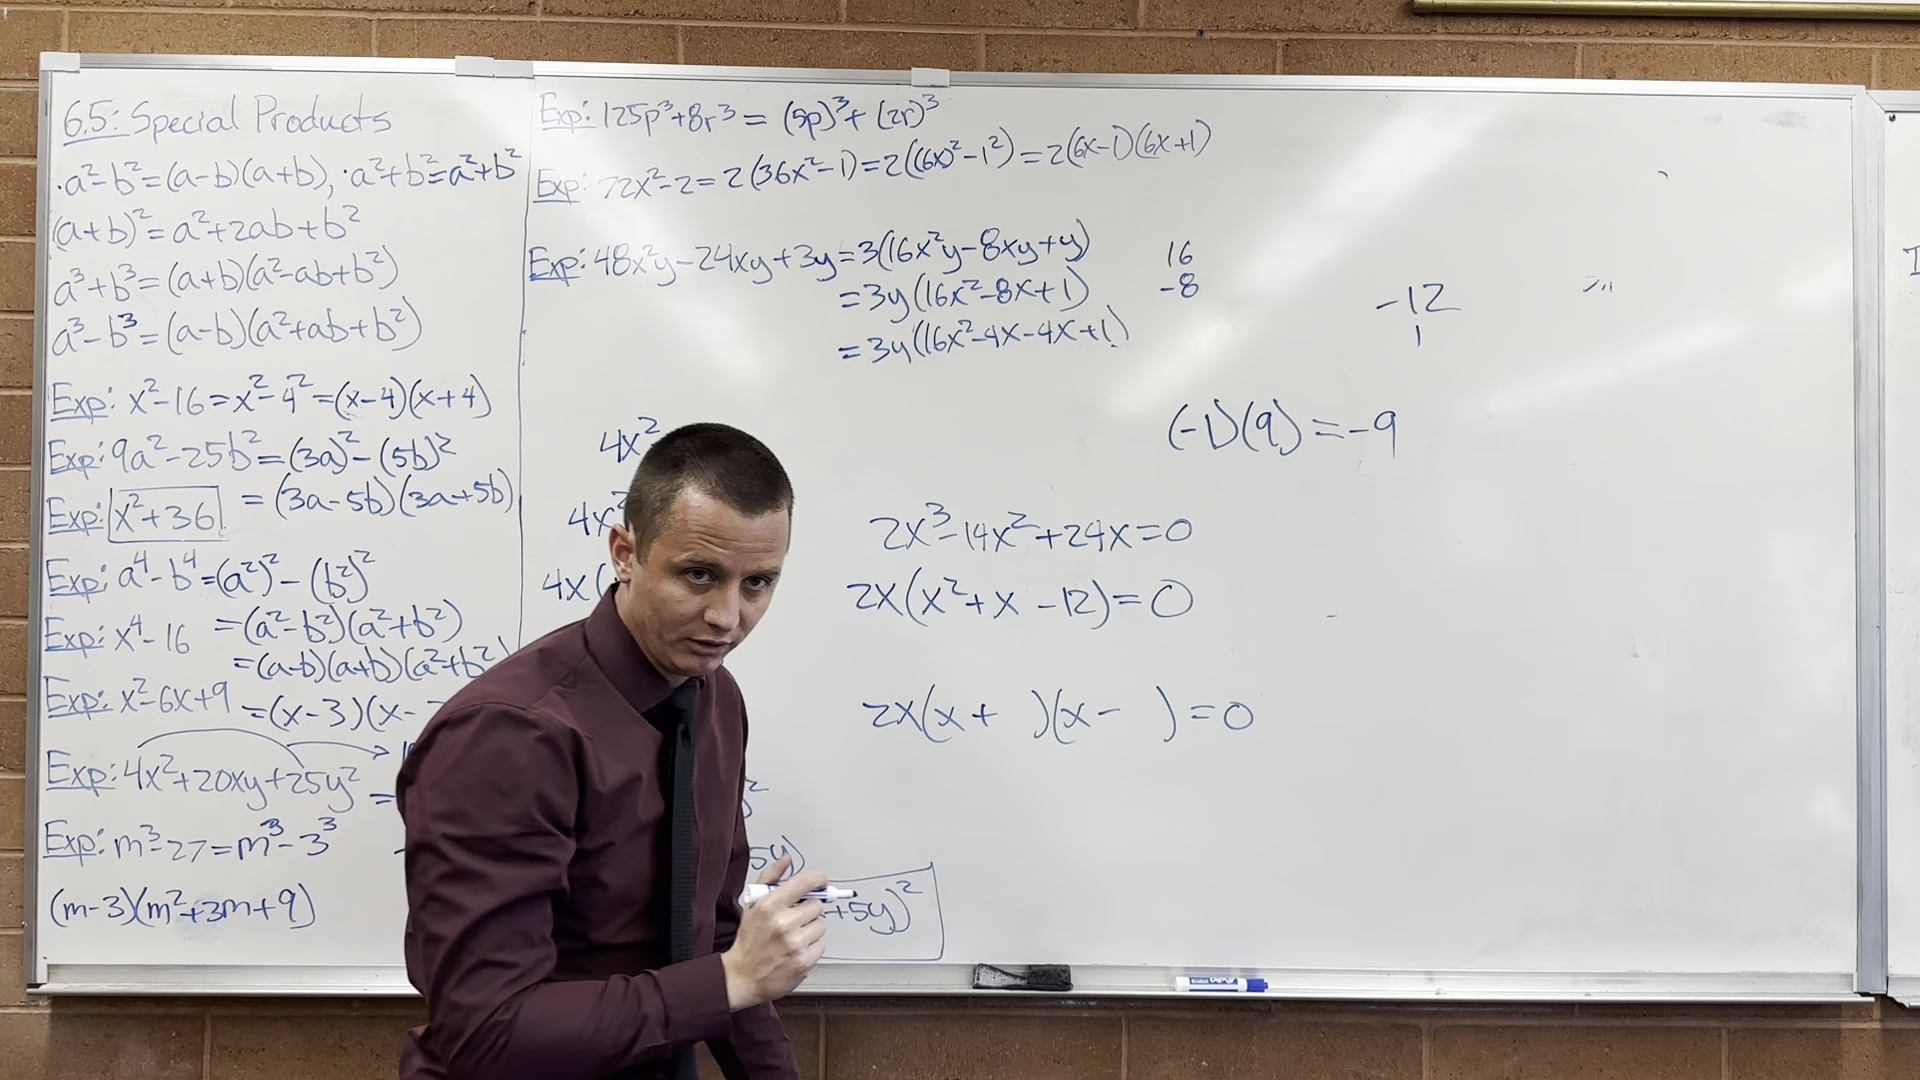 6.5: Special Products
·a²-b²=(a-b)(a+b), ·a²+b²=a²+b²
(a+b)²=a²+2ab+b²
a³+b³=(a+b)(a²-ab+b²)
a³-b³=(a-b)(a²+ab+b²)
Exp: x²-16=x²-4²=(x-4)(x+4)
Exp: 9a²-25b²=(3a)²-(5b)²
=(3a-5b)(3a+5b)
Exp: x²+36
Exp: a⁴-b⁴=(a²)²-(b²)²
=(a²-b²)(a²+b²)
Exp: x⁴-16
=(a-b)(a+b)(a²+b²)
Exp: x²-6x+9 =(x-3)(x-
Exp: 4x²+20xy+25y² =
Exp: m³-27=m³-3³
(m-3)(m²+3m+9)
Exp: 125p³+8r³=(5p)³+(2r)³
Exp: 72x²-2=2(36x²-1)=2((6x)²-1²)=2(6x-1)(6x+1)
Exp: 48x²y-24xy+3y=3(16x²y-8xy+y)
=3y(16x²-8x+1)
=3y(16x²-4x-4x+1)
4x²
4x²
4x(
5y)
+5y)²
16
-8
-12
1
(-1)(9)=-9
2x³-14x²+24x=0
2x(x²+x-12)=0
2x(x+ )(x- )=0